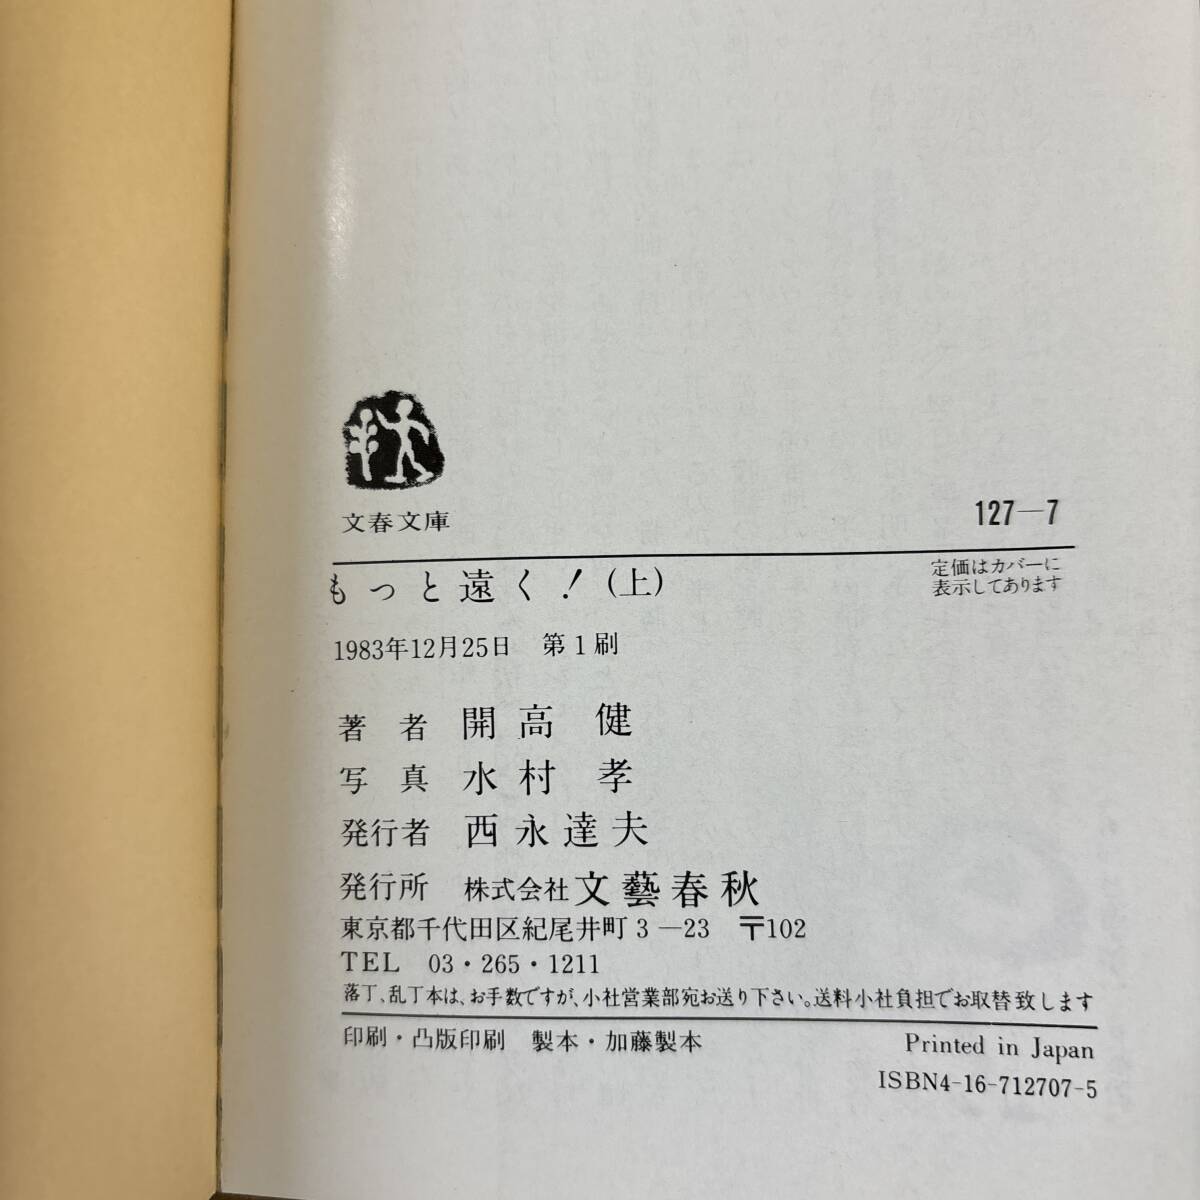 文春文庫
127—7
もっと遠く！(上)
定価はカバーに
表示してあります
1983年12月25日 第1刷
著 者 開高 健
写 真 水村 孝
発行者 西永達夫
発行所 株式会社 文藝春秋
東京都千代田区紀尾井町3—23 〒102
TEL 03・265・1211
落丁、乱丁本は、お手数ですが、小社営業部宛お送り下さい。送料小社負担でお取替致します
印刷・凸版印刷 製本・加藤製本
Printed in Japan
ISBN4-16-712707-5